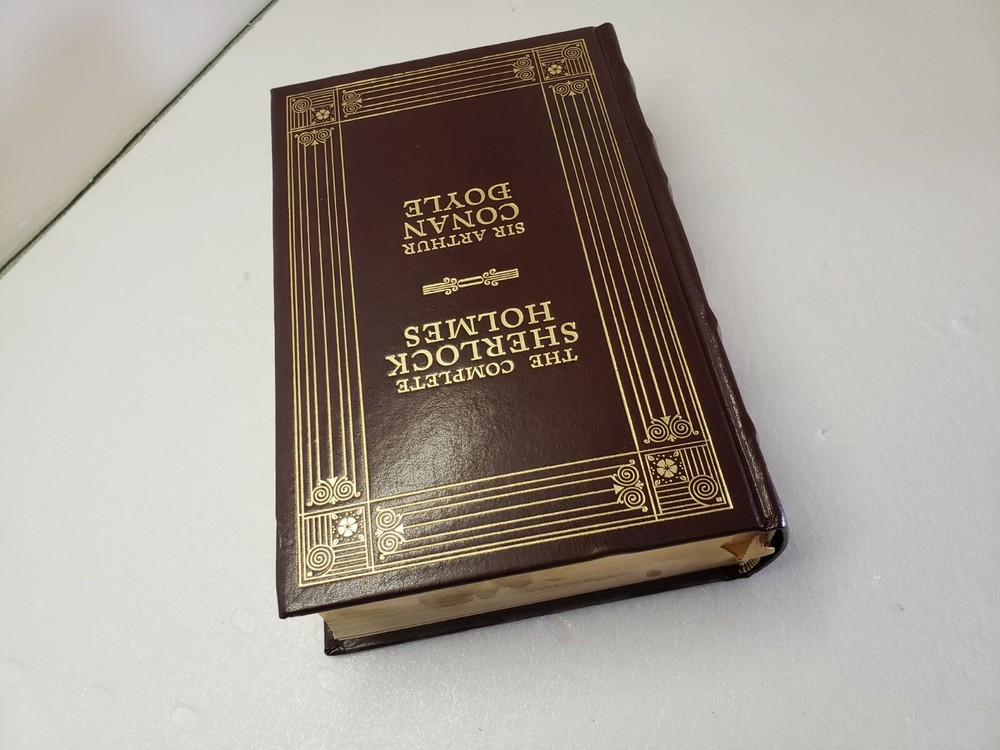 THE COMPLETE
SHERLOCK
HOLMES
SIR ARTHUR
CONAN
DOYLE